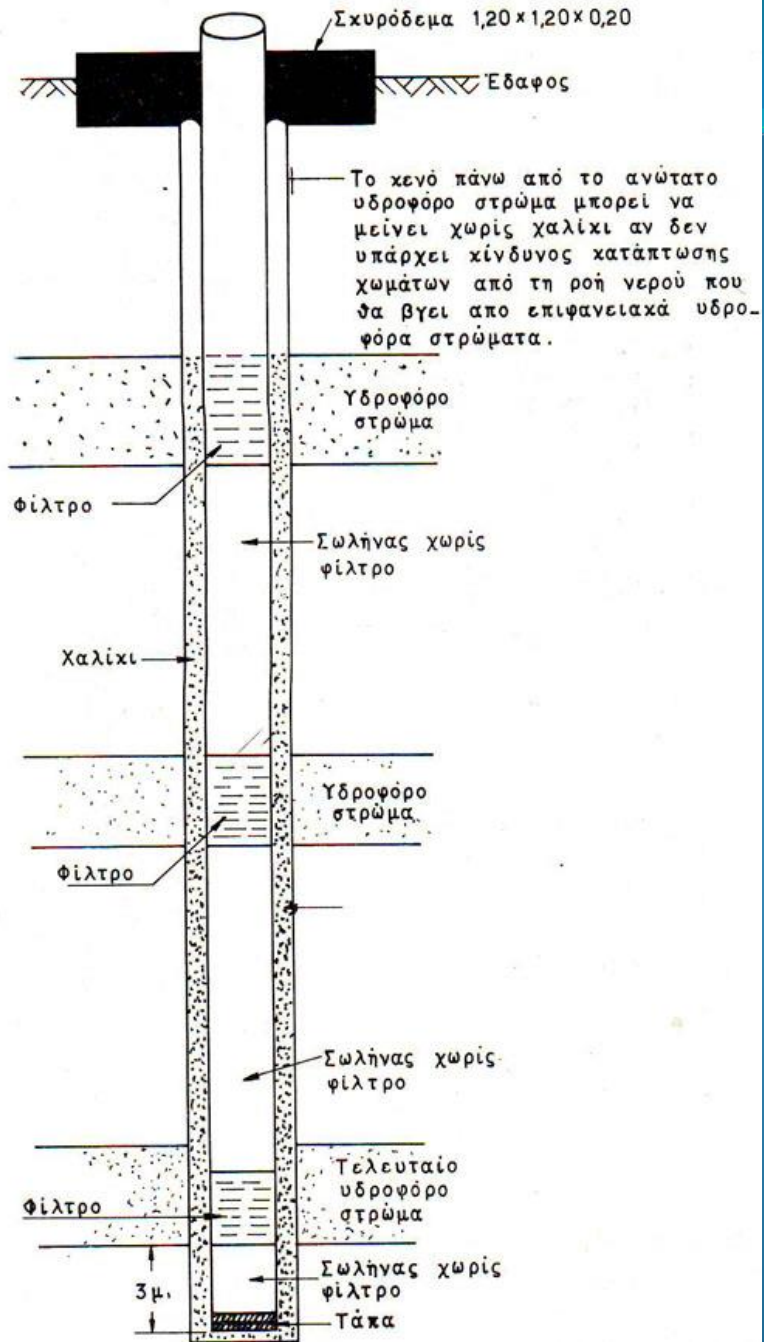 Σκυρόδεμα 1,20×1,20×0,20
Έδαφος
Το κενό πάνω από το ανώτατο
υδροφόρο στρώμα μπορεί να
μείνει χωρίς χαλίκι αν δεν
υπάρχει κίνδυνος κατάπτωσης
χωμάτων από τη ροή νερού που
θα βγει απο επιφανειακά υδρο-
φόρα στρώματα.
Υδροφόρο
στρώμα
Φίλτρο
Σωλήνας χωρίς
φίλτρο
Χαλίκι
Υδροφόρο
στρώμα
Φίλτρο
Σωλήνας χωρίς
φίλτρο
Τελευταίο
υδροφόρο
στρώμα
Φίλτρο
Σωλήνας χωρίς
φίλτρο
3μ.
Τάπα